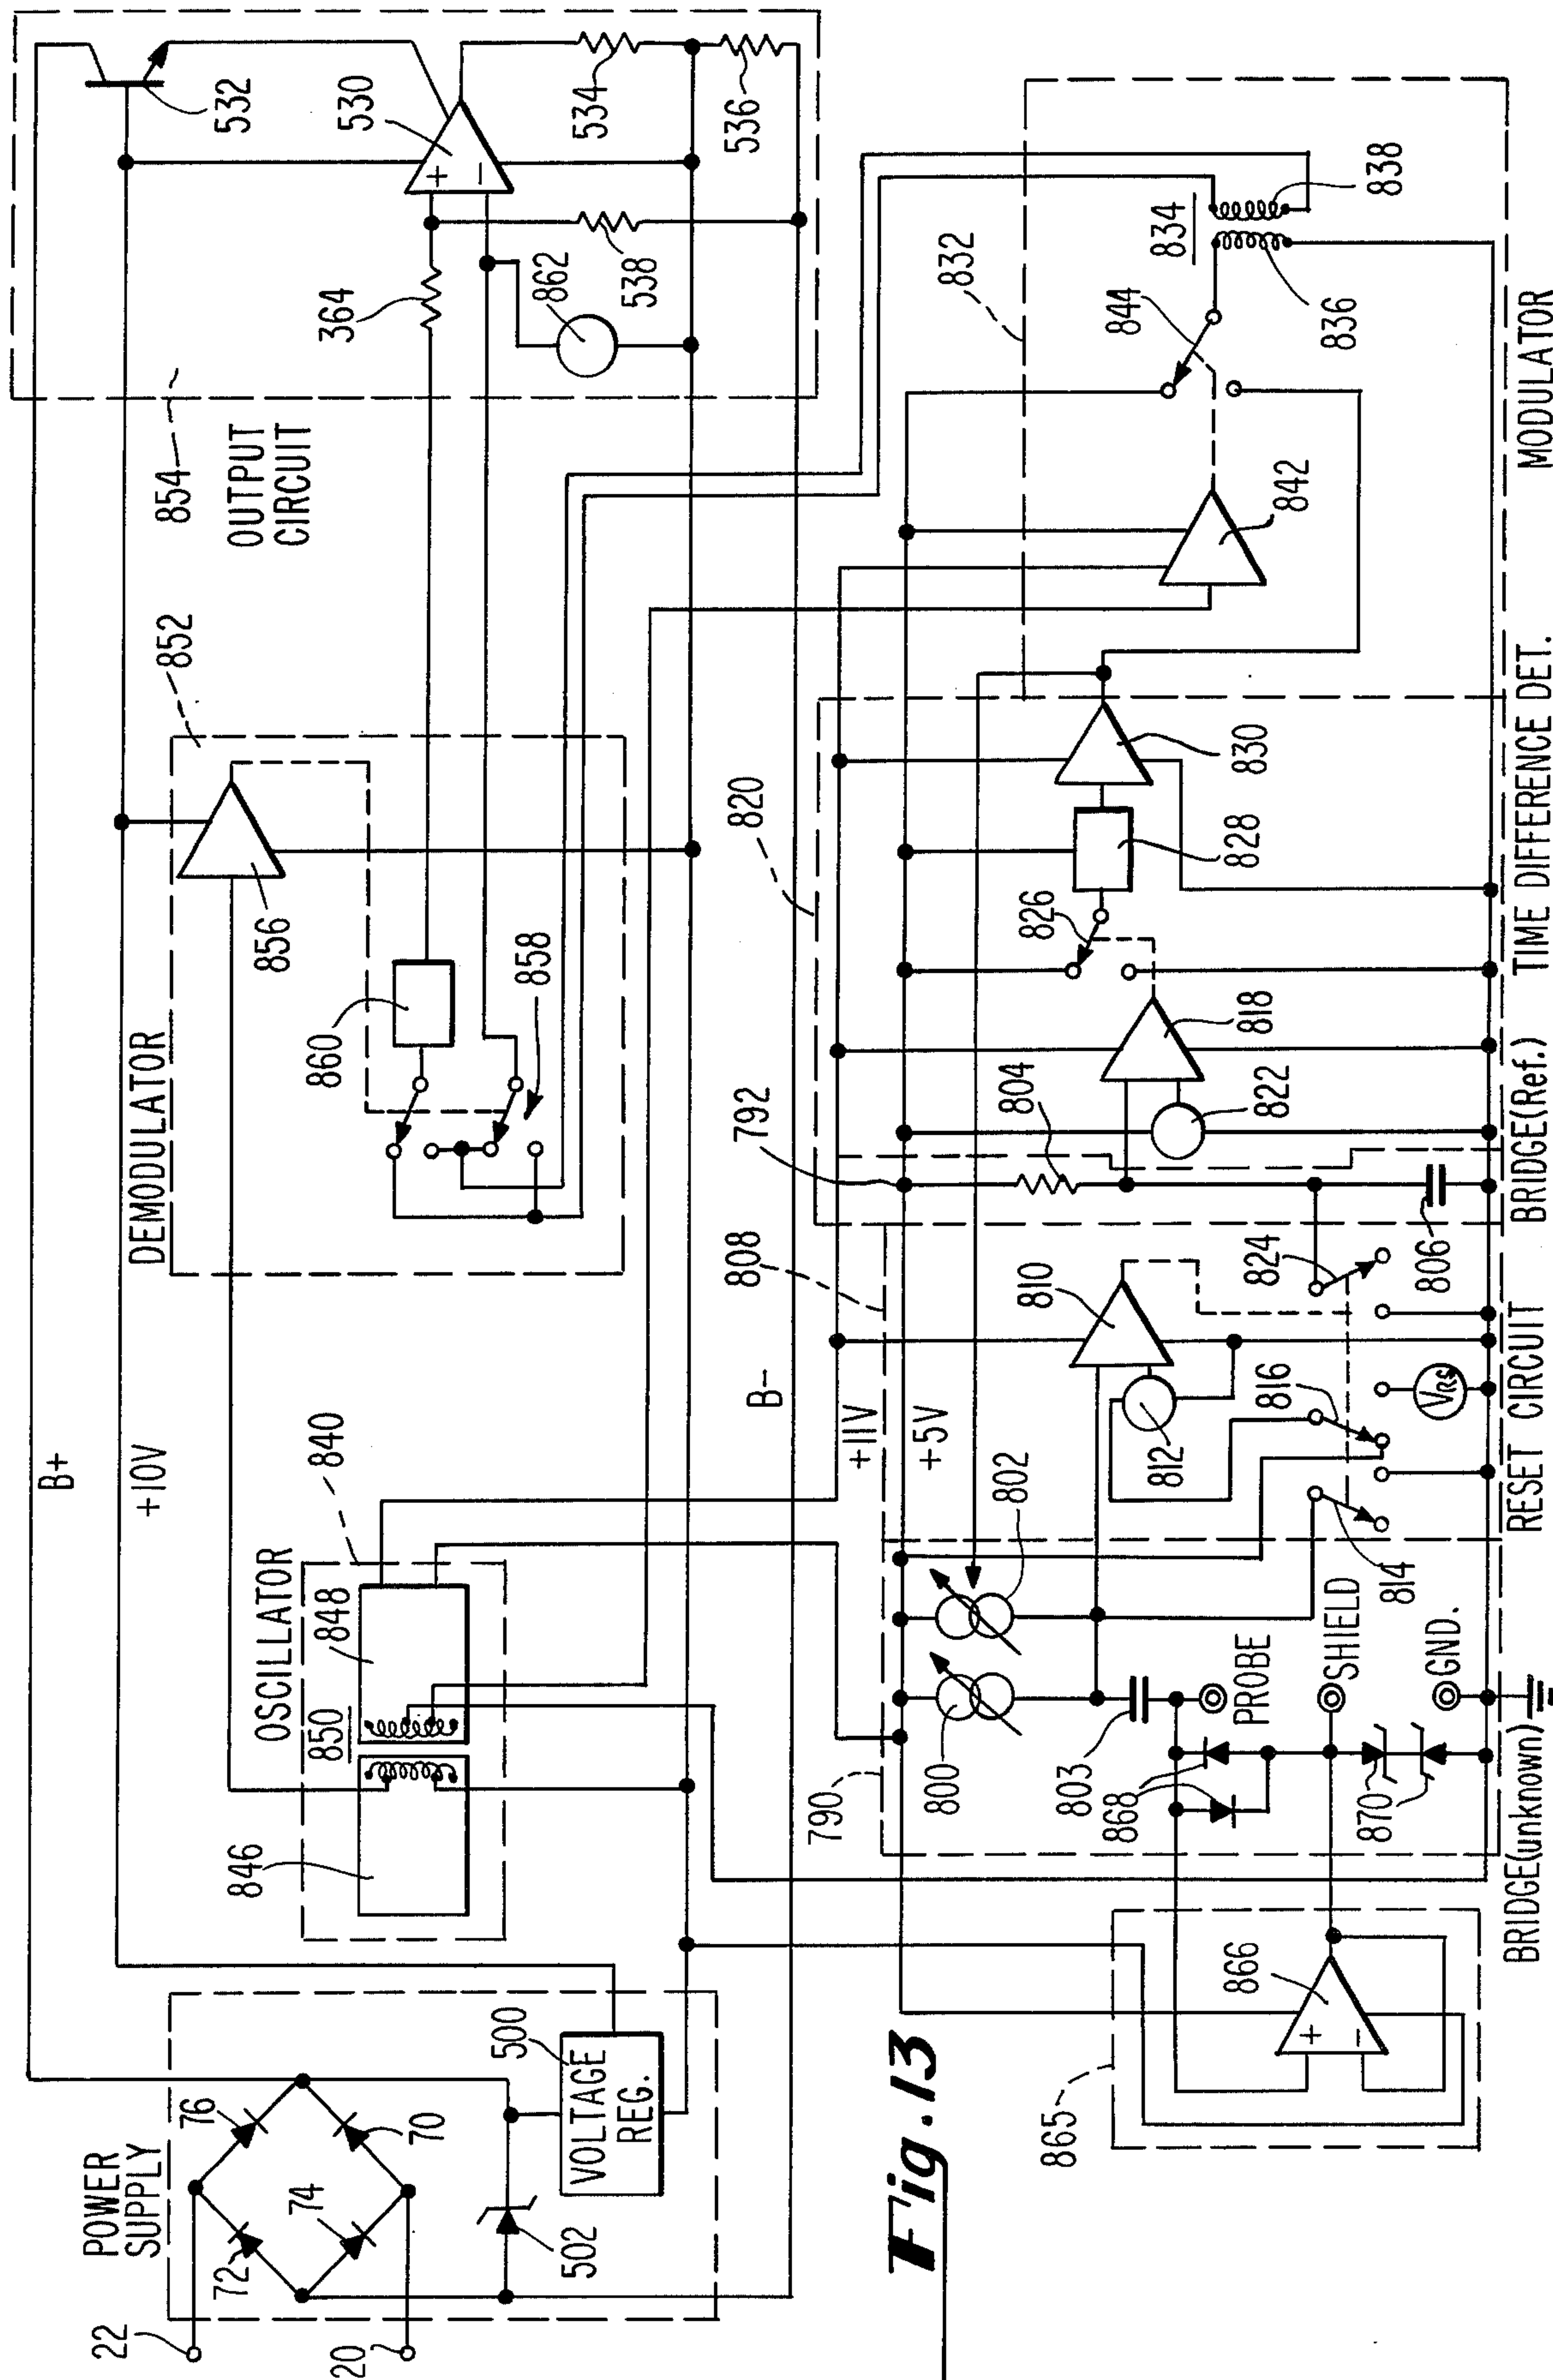 POWER
SUPPLY
22
20
72
76
74
70
502
500
VOLTAGE
REG.
B+
+10V
B-
OSCILLATOR
840
846
850
848
DEMODULATOR
852
856
860
858
OUTPUT
CIRCUIT
854
364
532
530
534
536
538
862
865
866
790
800
802
803
868
870
PROBE
SHIELD
GND.
BRIDGE(unknown)
+11V
+5V
808
810
812
814
816
VRS
824
RESET CIRCUIT
792
804
806
BRIDGE(Ref.)
820
818
822
826
828
830
TIME DIFFERENCE DET.
832
834
836
838
842
844
MODULATOR
Fig.13